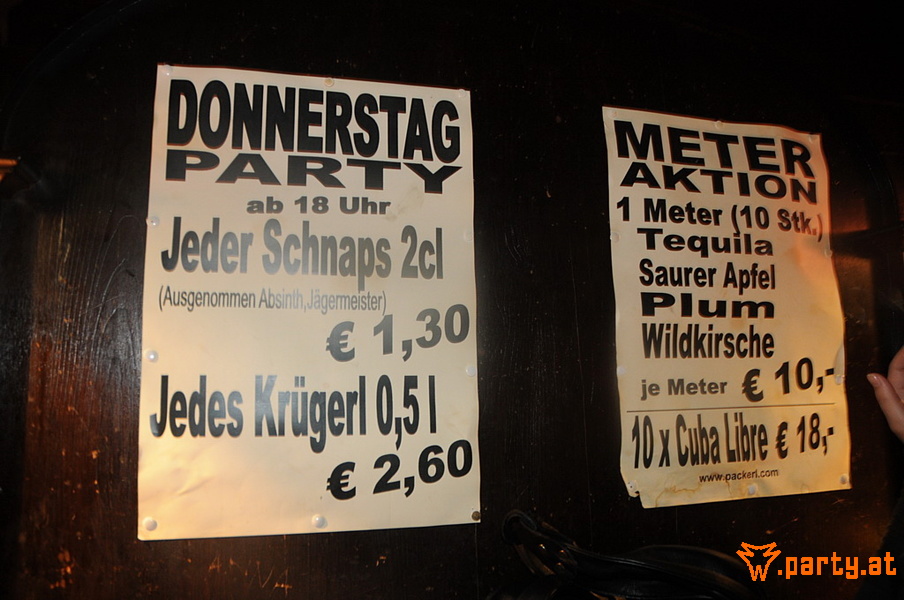 DONNERSTAG
PARTY
ab 18 Uhr
Jeder Schnaps 2cl
(Ausgenommen Absinth,Jägermeister)
€ 1,30
Jedes Krügerl 0,5 l
€ 2,60
METER
AKTION
1 Meter (10 Stk.)
Tequila
Saurer Apfel
Plum
Wildkirsche
je Meter € 10,-
10 x Cuba Libre € 18,-
www.packerl.com
w.party.at